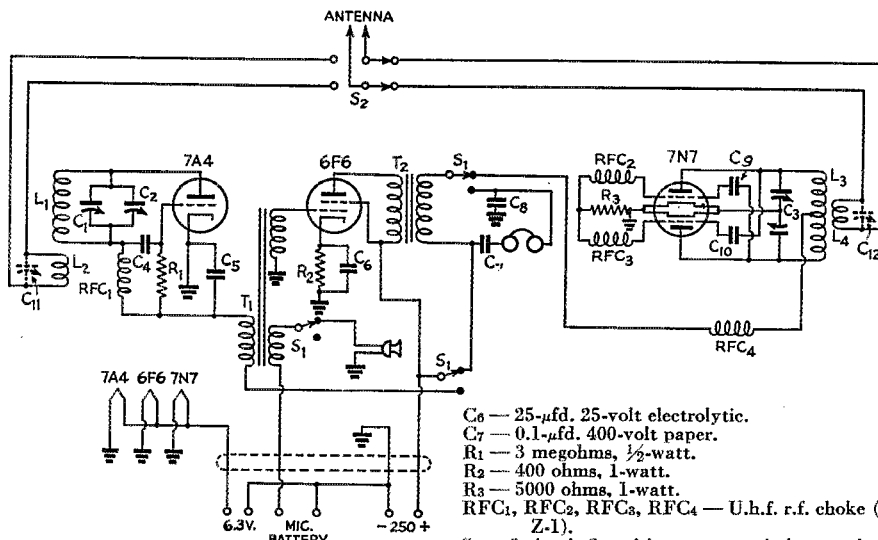 ANTENNA
S2
7A4
6F6
T2
S1
7N7
C9
RFC2
L1
C1
C2
R3
C8
L3
C3
L4
C4
R1
C5
L2
RFC1
C11
R2
C6
C7
RFC3
C10
C12
T1
S1
RFC4
S1
7A4 6F6 7N7
6.3V. MIC. BATTERY - 250 +
C6 — 25-μfd. 25-volt electrolytic.
C7 — 0.1-μfd. 400-volt paper.
R1 — 3 megohms, ½-watt.
R2 — 400 ohms, 1-watt.
R3 — 5000 ohms, 1-watt.
RFC1, RFC2, RFC3, RFC4 — U.h.f. r.f. choke (
Z-1).